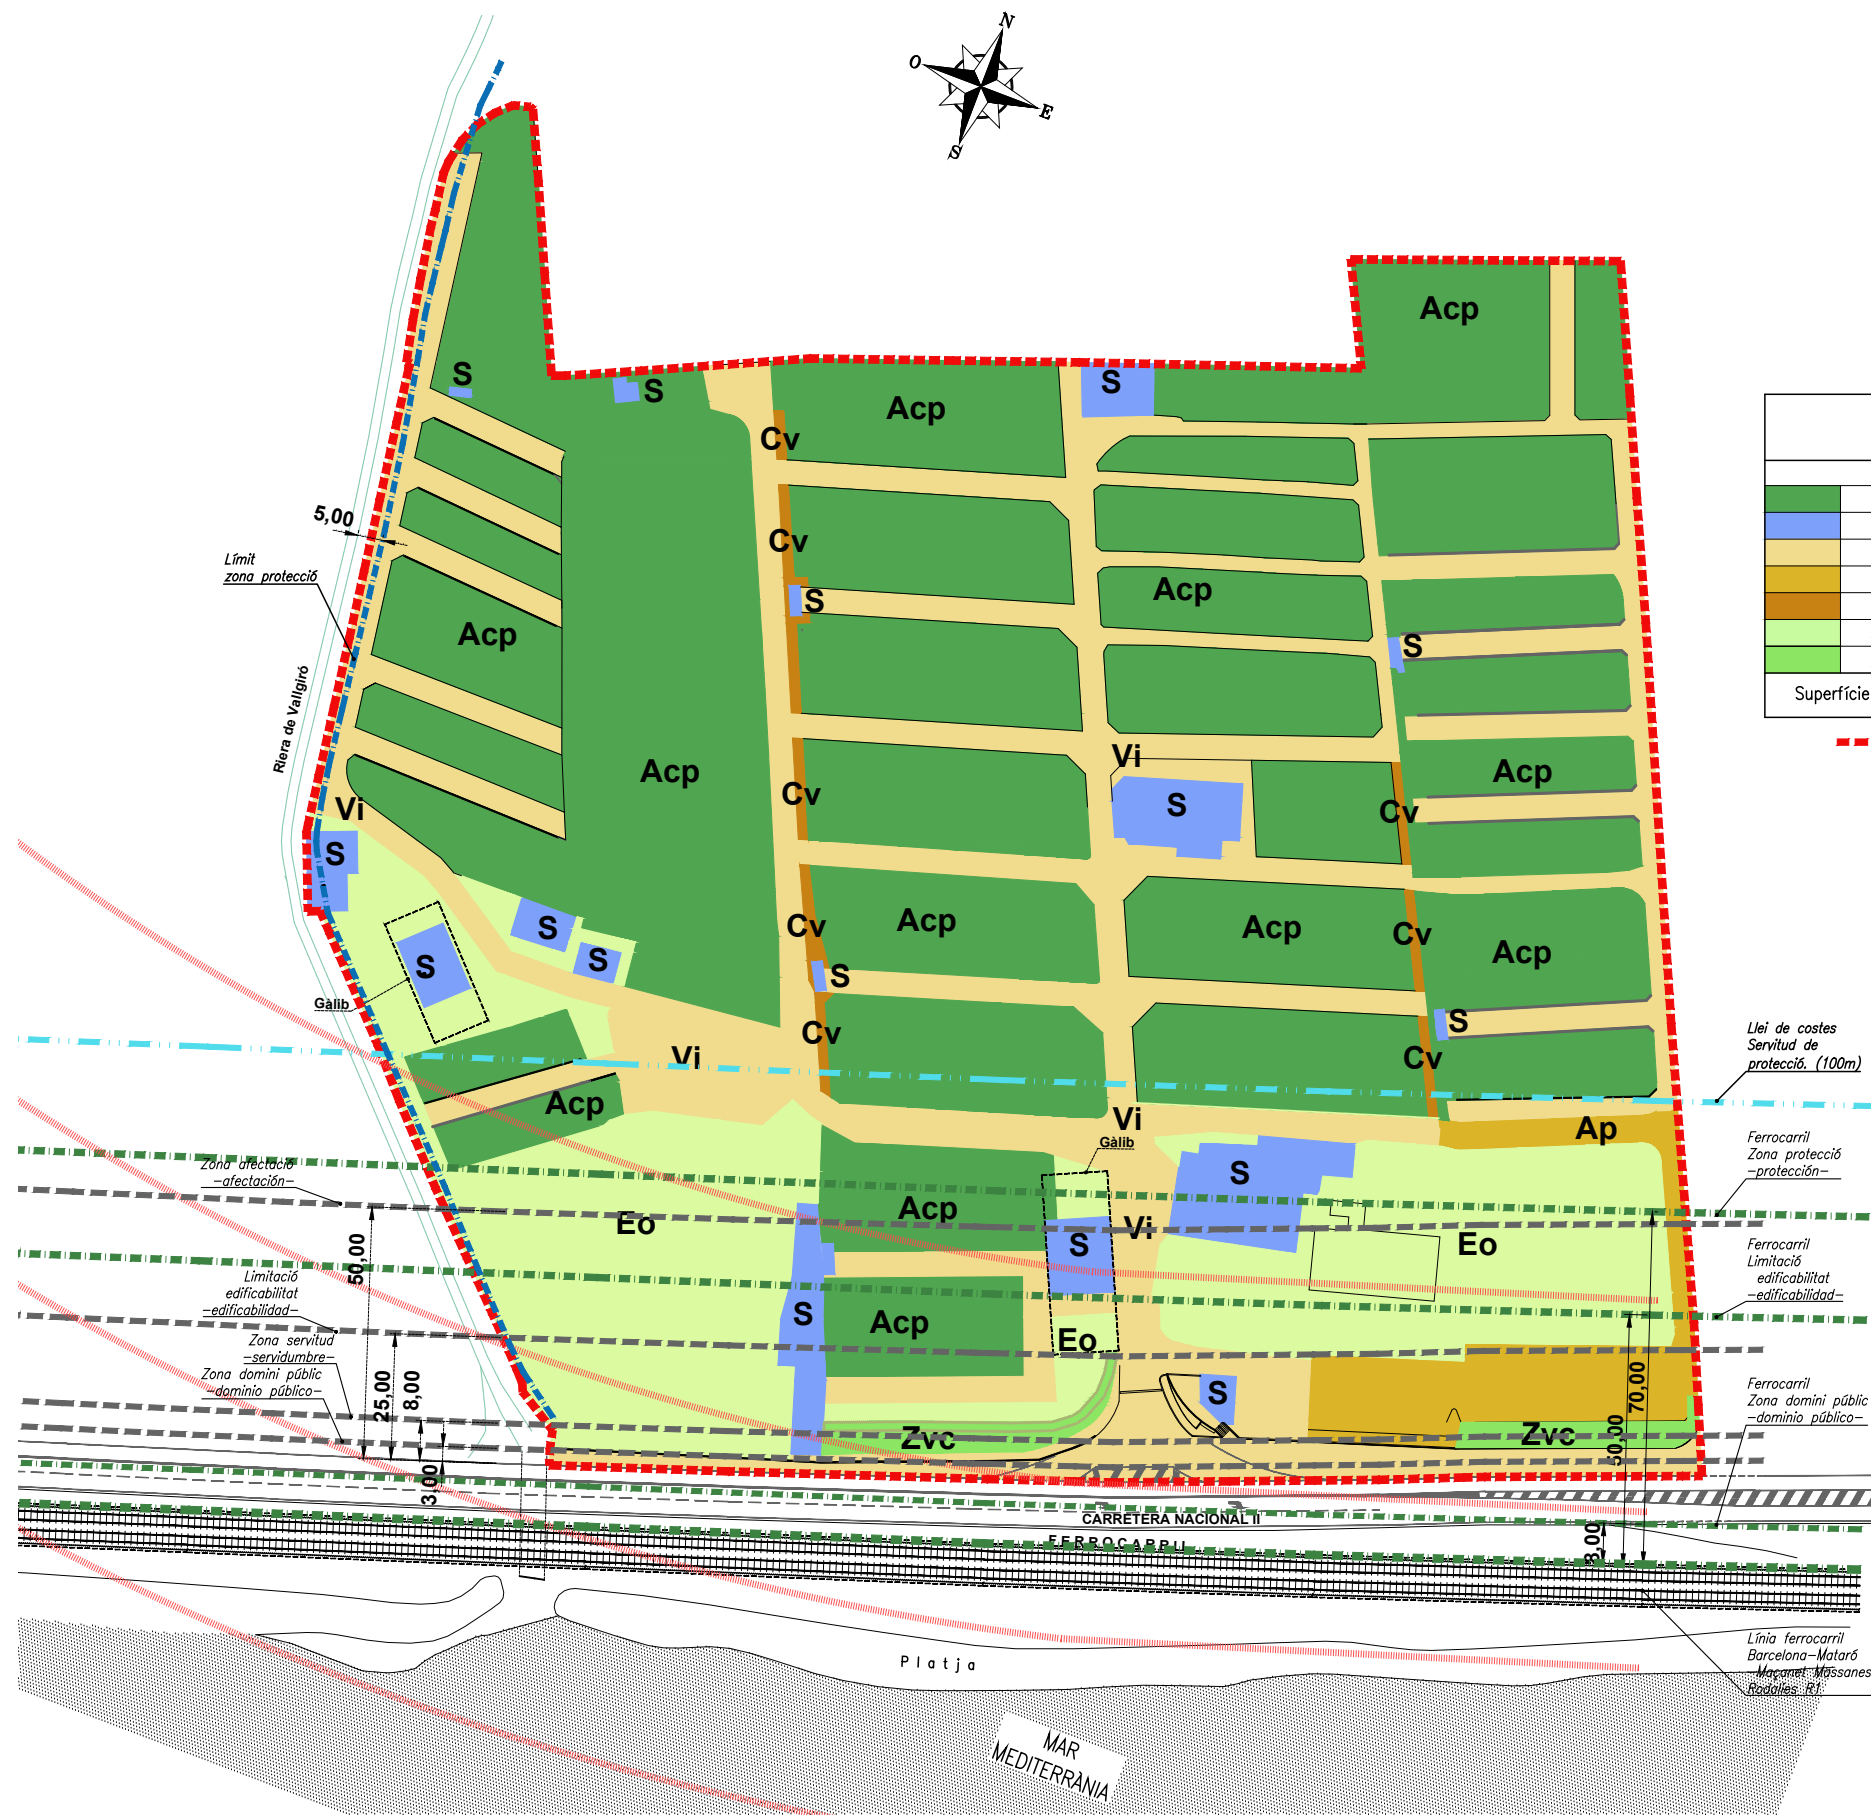 N
O
E
S
Acp
S
S
S
Acp
Cv
5,00
Cv
Límit
zona protecció
Acp
S
Acp
S
Superfície
Riera de Vallgiró
Acp
Vi
Acp
Cv
S
Cv
Vi
S
Acp
Acp
Acp
Cv
Cv
S
S
S
S
Gàlib
Cv
S
Vi
Cv
Llei de costes
Servitud de
protecció. (100m)
Acp
Vi
Gàlib
Ap
Ferrocarril
Zona protecció
-protección-
Zona afectació
-afectación-
S
Acp
Eo
Vi
S
Eo
Ferrocarril
Limitació
edificabilitat
-edificabilidad-
50,00
Limitació
edificabilitat
-edificabilidad-
S
Acp
Eo
Zona servitud
-servidumbre-
Zona domini públic
-dominio público-
25,00
8,00
S
70,00
Ferrocarril
Zona domini públic
-dominio público-
Zvc
Zvc
50,00
3,00
CARRETERA NACIONAL II
FERROCARRIL
8,00
Línia ferrocarril
Barcelona-Mataró
Maçanet Massanes
Rodalies R1
Platja
MAR
MEDITERRÀNIA